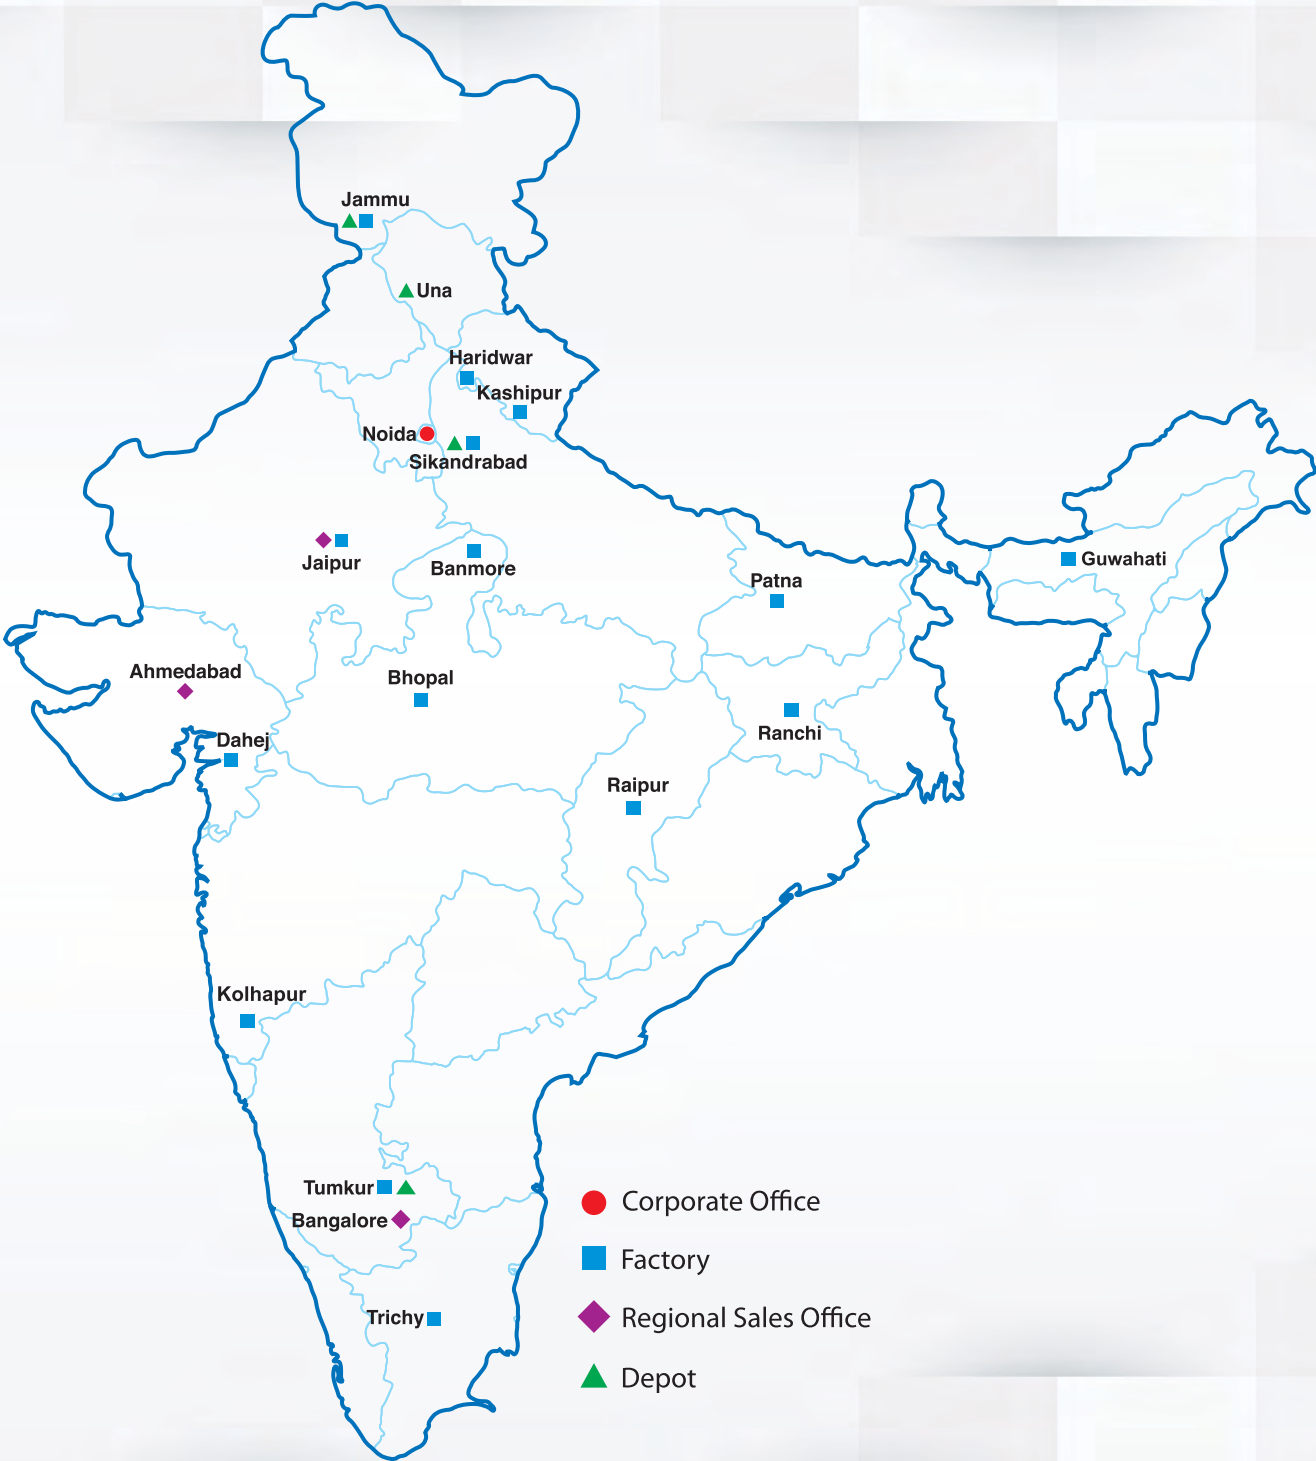 Jammu
Una
Haridwar
Kashipur
Noida
Sikandrabad
Jaipur
Banmore
Guwahati
Patna
Ahmedabad
Bhopal
Ranchi
Dahej
Raipur
Kolhapur
Tumkur
Bangalore
Trichy
Corporate Office
Factory
Regional Sales Office
Depot